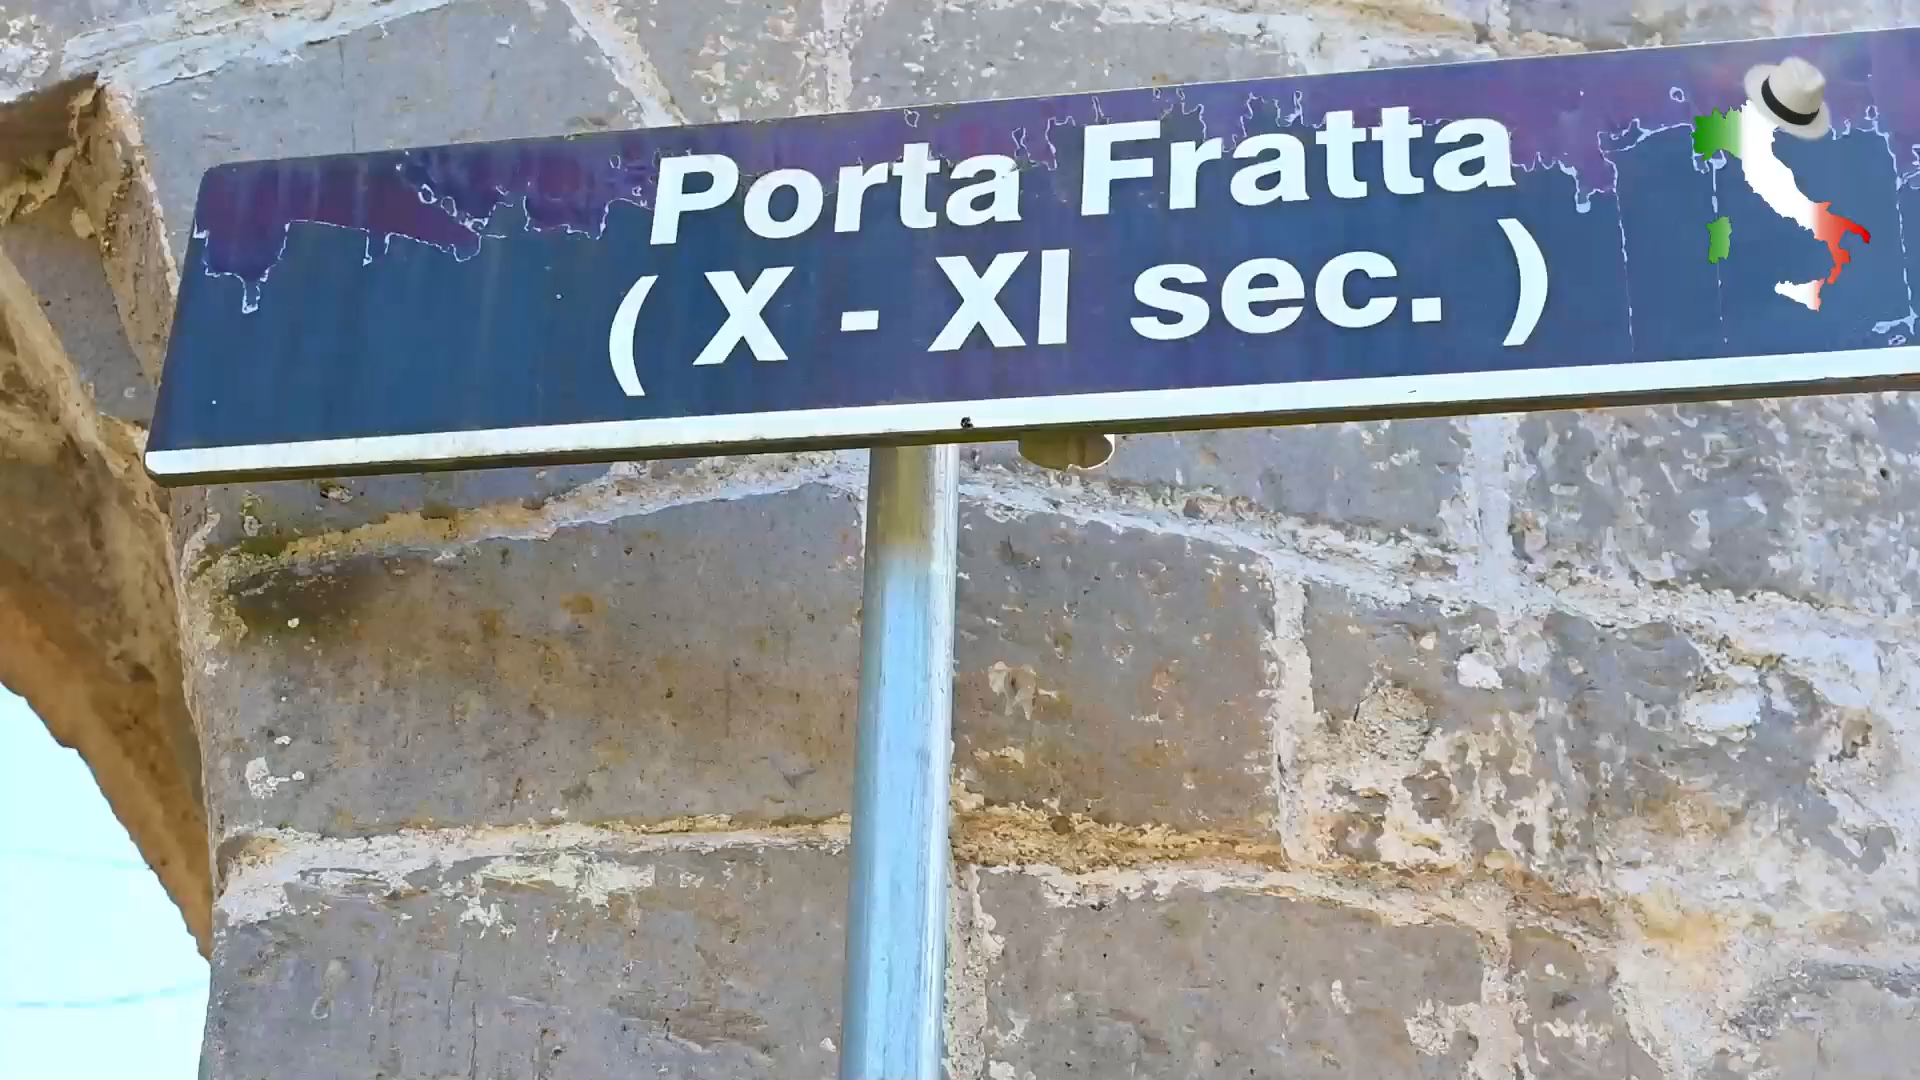 Porta Fratta
( X - XI sec. )